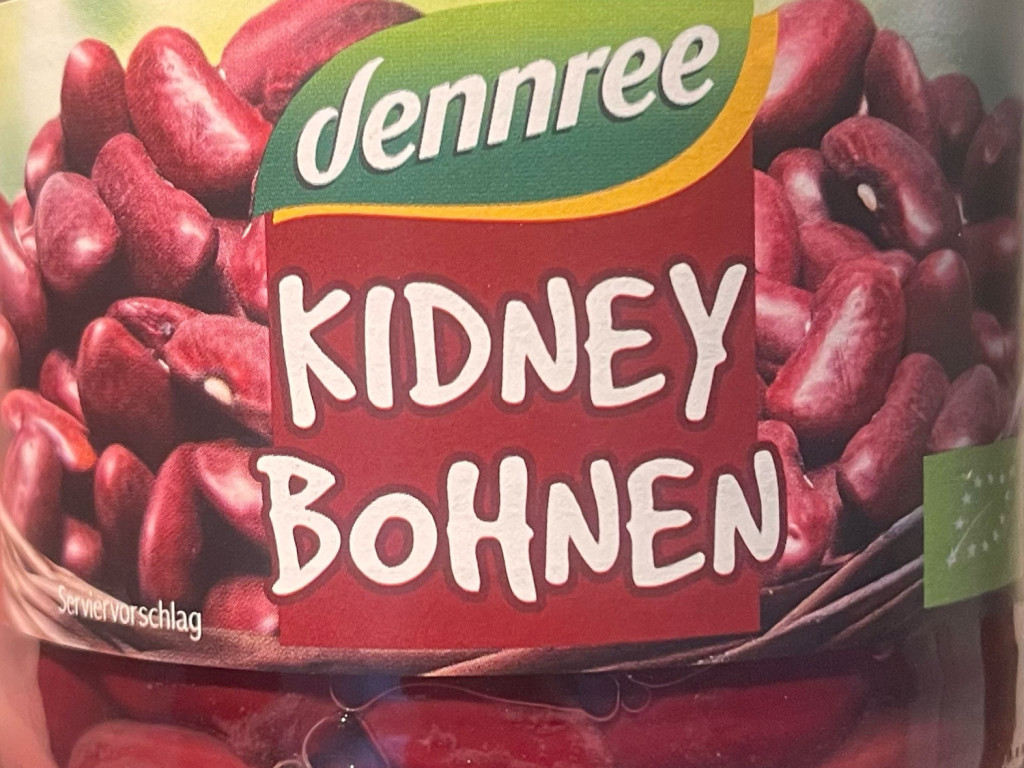 dennree
KIDNEY
BOHNEN
Serviervorschlag